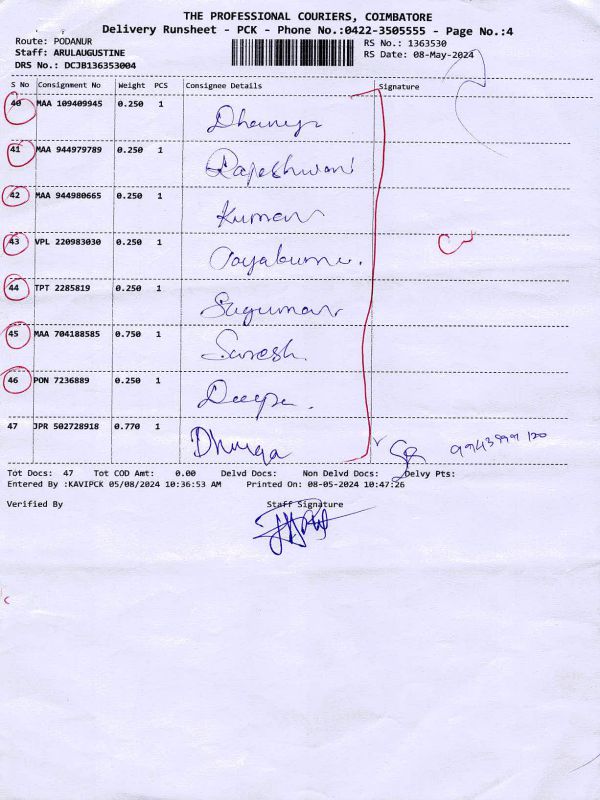 THE PROFESSIONAL COURIERS, COIMBATORE
Delivery Runsheet - PCK - Phone No.:0422-3505555 - Page No.:4
Route: PODANUR
RS No.: 1363530
Staff: ARULAUGUSTINE
RS Date: 08-May-2024
DRS No.: DCJB136353004
S No Consignment No Weight PCS Consignee Details Signature
40 MAA 109409945 0.250 1
41 MAA 944979789 0.250 1 Rajeshwari
42 MAA 944980665 0.250 1 Kumar
43 VPL 220983030 0.250 1
44 TPT 2285819 0.250 1 Sugumar
45 MAA 704188585 0.750 1 Suresh.
46 PON 7236889 0.250 1 Deepa.
47 JPR 502728918 0.770 1 Dhurga
Tot Docs: 47 Tot COD Amt: 0.00 Delvd Docs: Non Delvd Docs: Delvy Pts:
Entered By :KAVIPCK 05/08/2024 10:36:53 AM Printed On: 08-05-2024 10:47:26
Verified By Staff Signature